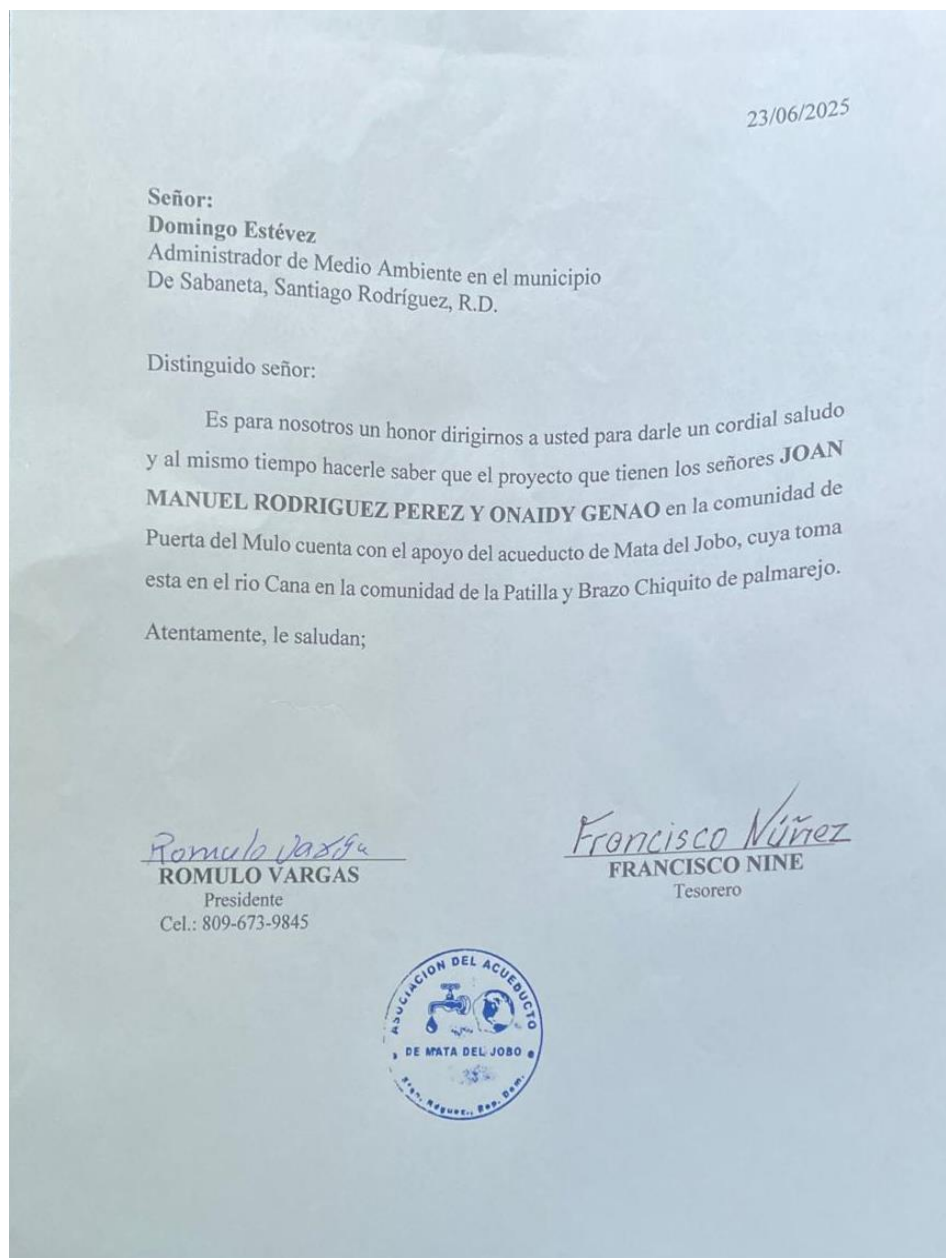 23/06/2025
Señor:
Domingo Estévez
Administrador de Medio Ambiente en el municipio
De Sabaneta, Santiago Rodríguez, R.D.
Distinguido señor:
Es para nosotros un honor dirigirnos a usted para darle un cordial saludo
y al mismo tiempo hacerle saber que el proyecto que tienen los señores JOAN
MANUEL RODRIGUEZ PEREZ Y ONAIDY GENAO en la comunidad de
Puerta del Mulo cuenta con el apoyo del acueducto de Mata del Jobo, cuya toma
esta en el rio Cana en la comunidad de la Patilla y Brazo Chiquito de palmarejo.
Atentamente, le saludan;
Romulo
ROMULO VARGAS
Presidente
Cel.: 809-673-9845
Francisco Núñez
FRANCISCO NINE
Tesorero
ASOCIACION DEL ACUEDUCTO
DE MATA DEL JOBO
Rguez., Rep. Dom.